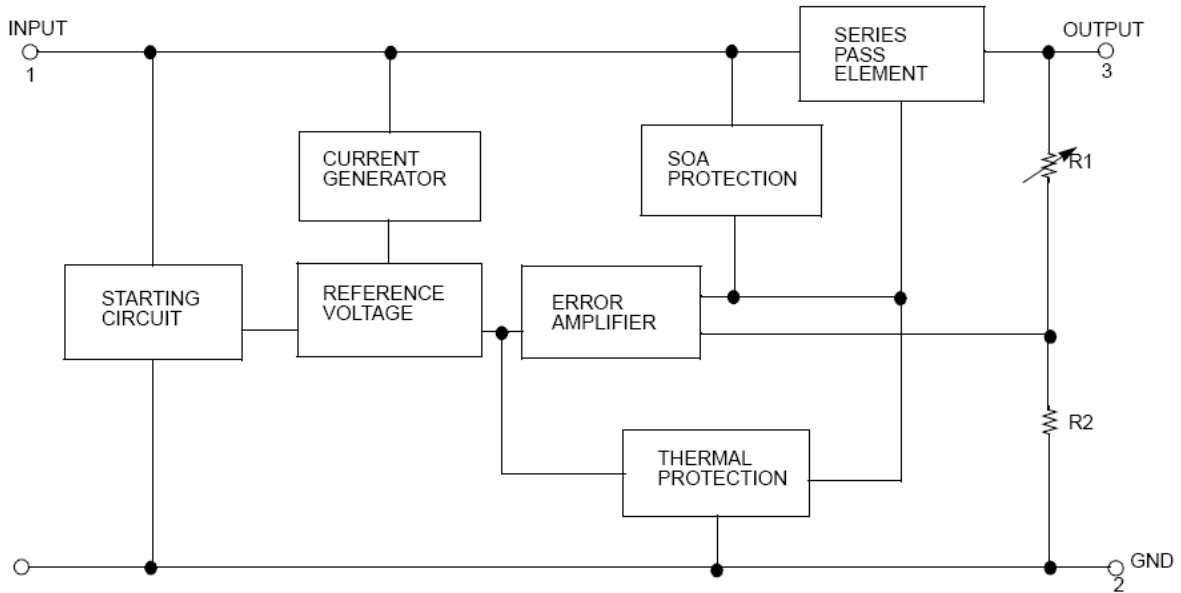 INPUT
1
SERIES
PASS
ELEMENT
OUTPUT
3
CURRENT
GENERATOR
SOA
PROTECTION
R1
STARTING
CIRCUIT
REFERENCE
VOLTAGE
ERROR
AMPLIFIER
R2
THERMAL
PROTECTION
GND
2